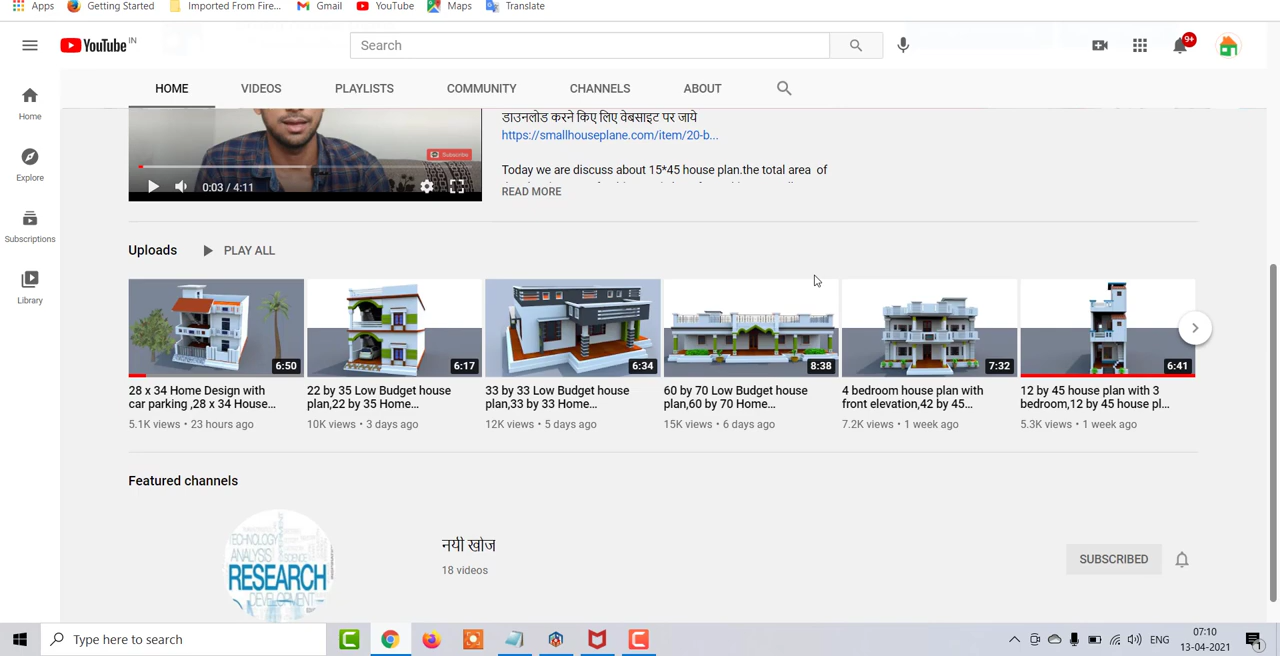 Apps Getting Started Imported From Fire... Gmail YouTube Maps Translate
YouTube IN
Search
9+
HOME VIDEOS PLAYLISTS COMMUNITY CHANNELS ABOUT
Home
Explore
Subscriptions
Library
Subscribe
0:03 / 4:11
डाउनलोड करने किए लिए वेबसाइट पर जाये
https://smallhouseplane.com/item/20-b...
Today we are discuss about 15*45 house plan.the total area of
READ MORE
Uploads PLAY ALL
6:50 6:17 6:34 8:38 7:32 6:41
28 x 34 Home Design with
car parking ,28 x 34 House...
5.1K views • 23 hours ago
22 by 35 Low Budget house
plan,22 by 35 Home...
10K views • 3 days ago
33 by 33 Low Budget house
plan,33 by 33 Home...
12K views • 5 days ago
60 by 70 Low Budget house
plan,60 by 70 Home...
15K views • 6 days ago
4 bedroom house plan with
front elevation,42 by 45...
7.2K views • 1 week ago
12 by 45 house plan with 3
bedroom,12 by 45 house pl...
5.3K views • 1 week ago
Featured channels
TECHNOLOGY
ANALYSIS
RESEARCH
DEVELOPMENT
नयी खोज
18 videos
SUBSCRIBED
Type here to search
ENG
07:10
13-04-2021
1